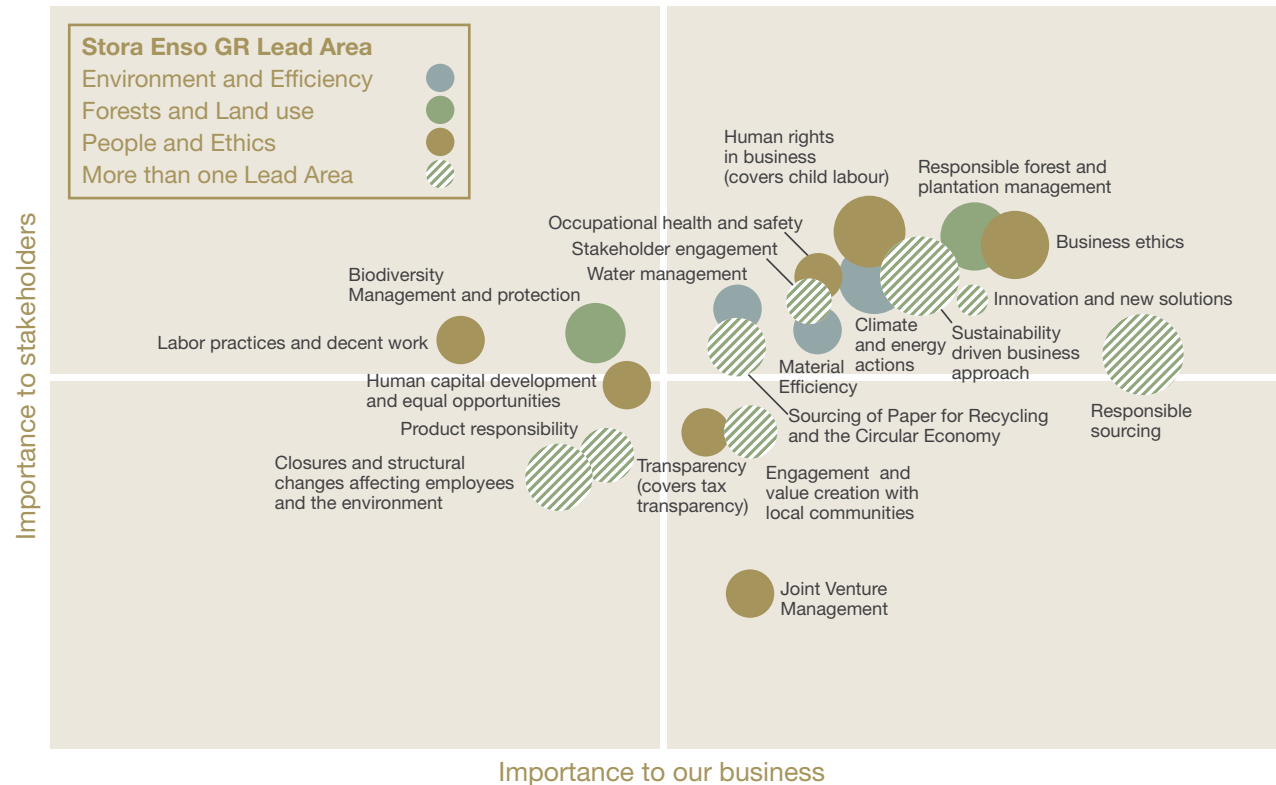 Stora Enso GR Lead Area
Environment and Efficiency
Forests and Land use
People and Ethics
More than one Lead Area
Importance to stakeholders
Human rights
in business
(covers child labour)
Responsible forest and
plantation management
Occupational health and safety
Stakeholder engagement
Water management
Business ethics
Biodiversity
Management and protection
Innovation and new solutions
Labor practices and decent work
Climate
and energy
actions
Sustainability
driven business
approach
Material
Efficiency
Human capital development
and equal opportunities
Sourcing of Paper for Recycling
and the Circular Economy
Responsible
sourcing
Product responsibility
Closures and structural
changes affecting employees
and the environment
Transparency
(covers tax
transparency)
Engagement and
value creation with
local communities
Joint Venture
Management
Importance to our business